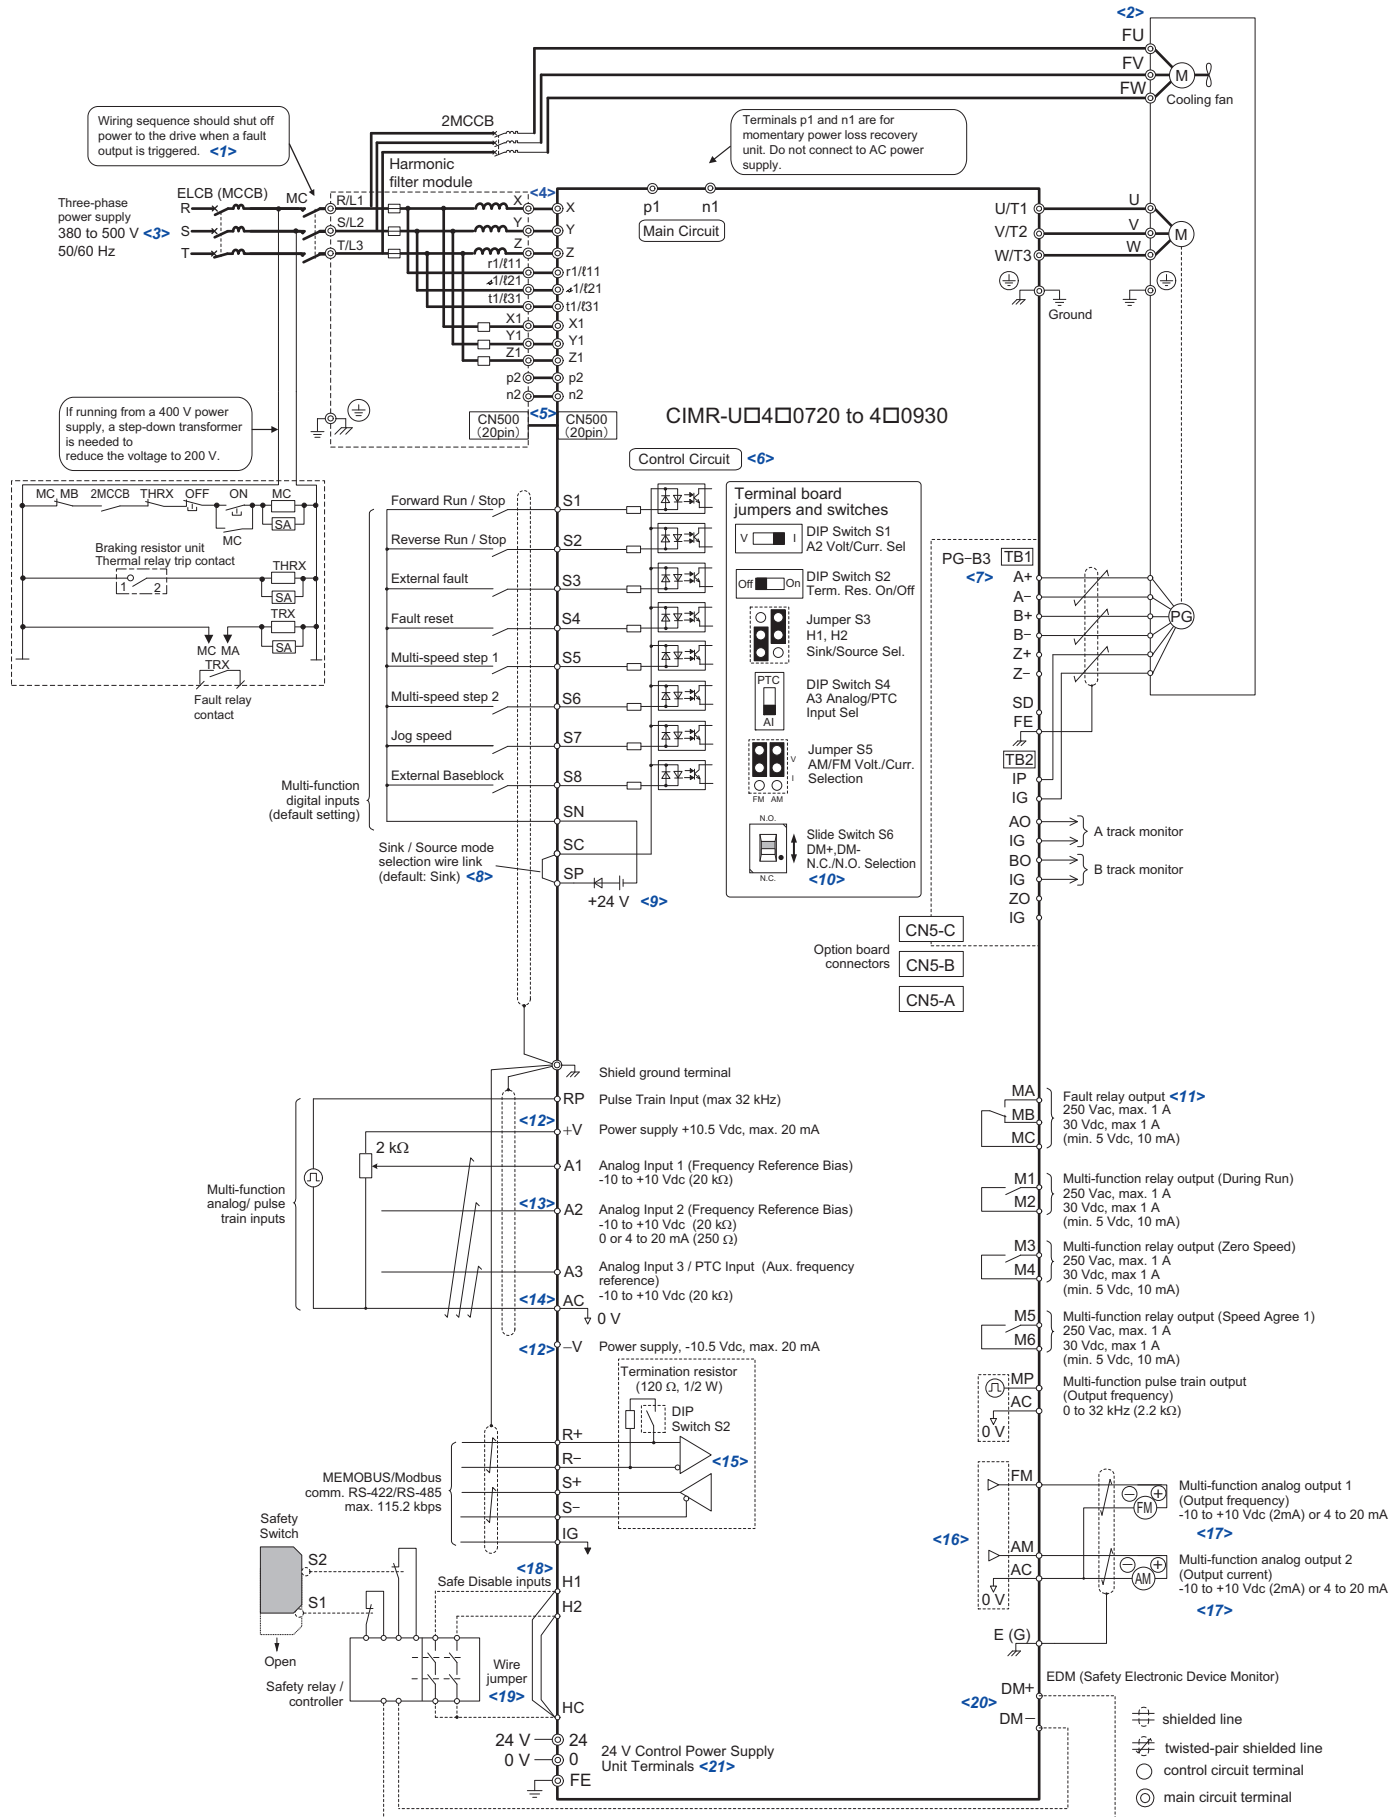 <2>
FU
FV
M
FW
Cooling fan
Wiring sequence should shut off
power to the drive when a fault
output is triggered. <1>
2MCCB
Terminals p1 and n1 are for
momentary power loss recovery
unit. Do not connect to AC power
supply.
Harmonic
filter module
ELCB (MCCB)
MC
R/L1
<4>
Three-phase
power supply
380 to 500 V <3>
50/60 Hz
R
S
T
S/L2
T/L3
X
Y
Z
X
Y
Z
p1
n1
Main Circuit
U/T1
V/T2
W/T3
U
V
W
M
r1/ℓ11
r1/ℓ11
1/ℓ21
1/ℓ21
t1/ℓ31
t1/ℓ31
X1
X1
Y1
Y1
Z1
Z1
p2
p2
n2
n2
Ground
CN500
(20pin)
<5>
CN500
(20pin)
CIMR-U□4□0720 to 4□0930
If running from a 400 V power
supply, a step-down transformer
is needed to
reduce the voltage to 200 V.
Control Circuit <6>
MC MB
2MCCB
THRX
OFF
ON
MC
SA
MC
Braking resistor unit
Thermal relay trip contact
1
2
THRX
SA
TRX
SA
MC MA
TRX
Fault relay
contact
Forward Run / Stop
S1
Reverse Run / Stop
S2
External fault
S3
Fault reset
S4
Multi-speed step 1
S5
Multi-speed step 2
S6
Jog speed
S7
External Baseblock
S8
Multi-function
digital inputs
(default setting)
SN
SC
SP
Sink / Source mode
selection wire link
(default: Sink) <8>
+24 V <9>
Terminal board
jumpers and switches
V
I
DIP Switch S1
A2 Volt/Curr. Sel
Off
On
DIP Switch S2
Term. Res. On/Off
Jumper S3
H1, H2
Sink/Source Sel.
PTC
AI
DIP Switch S4
A3 Analog/PTC
Input Sel
V
I
FM AM
Jumper S5
AM/FM Volt./Curr.
Selection
N.O.
N.C.
Slide Switch S6
DM+,DM-
N.C./N.O. Selection
<10>
PG-B3
<7>
TB1
A+
A−
B+
B−
Z+
Z−
PG
SD
FE
TB2
IP
IG
AO
IG
A track monitor
BO
IG
B track monitor
ZO
IG
CN5-C
Option board
connectors
CN5-B
CN5-A
Shield ground terminal
RP
Pulse Train Input (max 32 kHz)
<12>
+V
Power supply +10.5 Vdc, max. 20 mA
2 kΩ
A1
Analog Input 1 (Frequency Reference Bias)
-10 to +10 Vdc (20 kΩ)
Multi-function
analog/ pulse
train inputs
<13>
A2
Analog Input 2 (Frequency Reference Bias)
-10 to +10 Vdc (20 kΩ)
0 or 4 to 20 mA (250 Ω)
A3
Analog Input 3 / PTC Input (Aux. frequency
reference)
-10 to +10 Vdc (20 kΩ)
<14>
AC
0 V
<12>
−V
Power supply, -10.5 Vdc, max. 20 mA
MA
MB
MC
Fault relay output <11>
250 Vac, max. 1 A
30 Vdc, max 1 A
(min. 5 Vdc, 10 mA)
M1
M2
Multi-function relay output (During Run)
250 Vac, max. 1 A
30 Vdc, max 1 A
(min. 5 Vdc, 10 mA)
M3
M4
Multi-function relay output (Zero Speed)
250 Vac, max. 1 A
30 Vdc, max 1 A
(min. 5 Vdc, 10 mA)
M5
M6
Multi-function relay output (Speed Agree 1)
250 Vac, max. 1 A
30 Vdc, max 1 A
(min. 5 Vdc, 10 mA)
MP
AC
0 V
Multi-function pulse train output
(Output frequency)
0 to 32 kHz (2.2 kΩ)
Termination resistor
(120 Ω, 1/2 W)
DIP
Switch S2
R+
R−
S+
S−
IG
<15>
MEMOBUS/Modbus
comm. RS-422/RS-485
max. 115.2 kbps
FM
FM
Multi-function analog output 1
(Output frequency)
-10 to +10 Vdc (2mA) or 4 to 20 mA
<17>
<16>
AM
AC
0 V
AM
Multi-function analog output 2
(Output current)
-10 to +10 Vdc (2mA) or 4 to 20 mA
<17>
E (G)
Safety
Switch
S2
S1
Open
Safety relay /
controller
<18>
Safe Disable inputs
H1
H2
Wire
jumper
<19>
HC
EDM (Safety Electronic Device Monitor)
DM+
<20>
DM−
24 V
24
0 V
0
FE
24 V Control Power Supply
Unit Terminals <21>
shielded line
twisted-pair shielded line
control circuit terminal
main circuit terminal